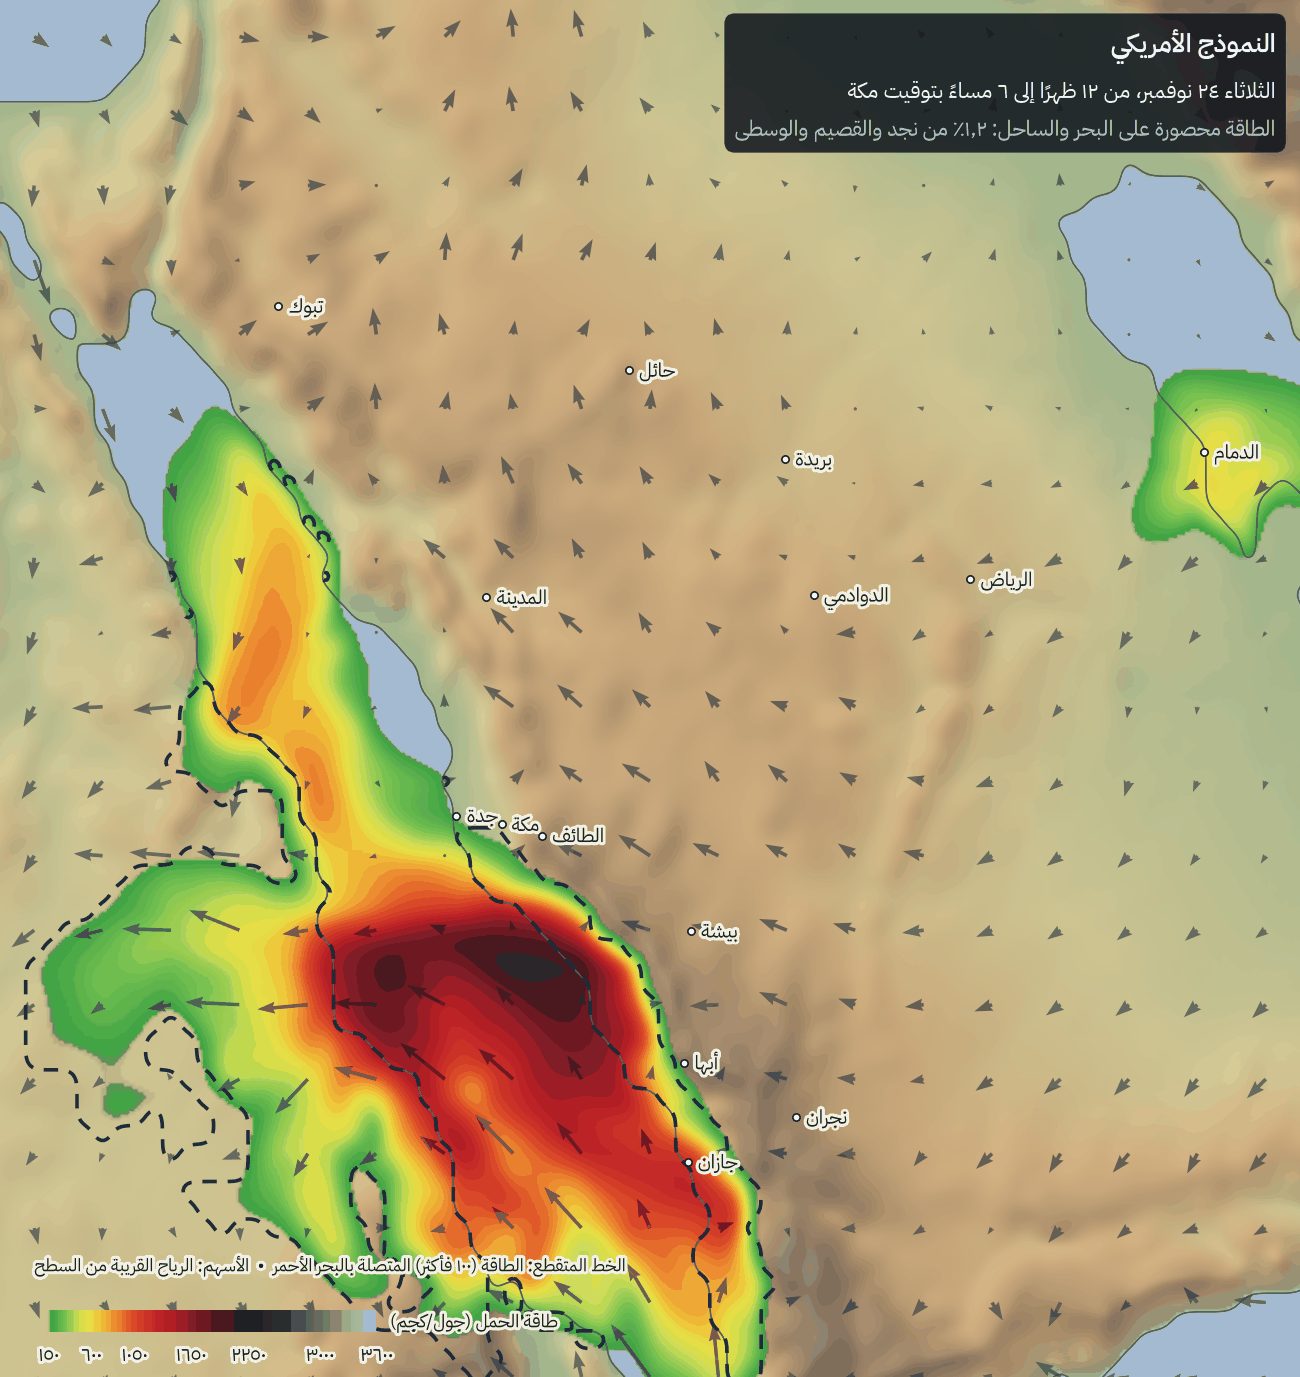 النموذج الأمريكي
الثلاثاء ٢٤ نوفمبر، من ١٢ ظهرًا إلى ٦ مساءً بتوقيت مكة
الطاقة محصورة على البحر والساحل: ١٫٢٪ من نجد والقصيم والوسطى
تبوك
حائل
الدمام
بريدة
الرياض
الدوادمي
المدينة
جدة
مكة
الطائف
بيشة
أبها
نجران
جازان
الخط المتقطع: الطاقة (١٠٠ فأكثر) المتصلة بالبحر الأحمر • الأسهم: الرياح القريبة من السطح
طاقة الحمل (جول/كجم)
١٥٠ ٦٠٠ ١٠٥٠ ١٦٥٠ ٢٢٥٠ ٣٠٠٠ ٣٦٠٠